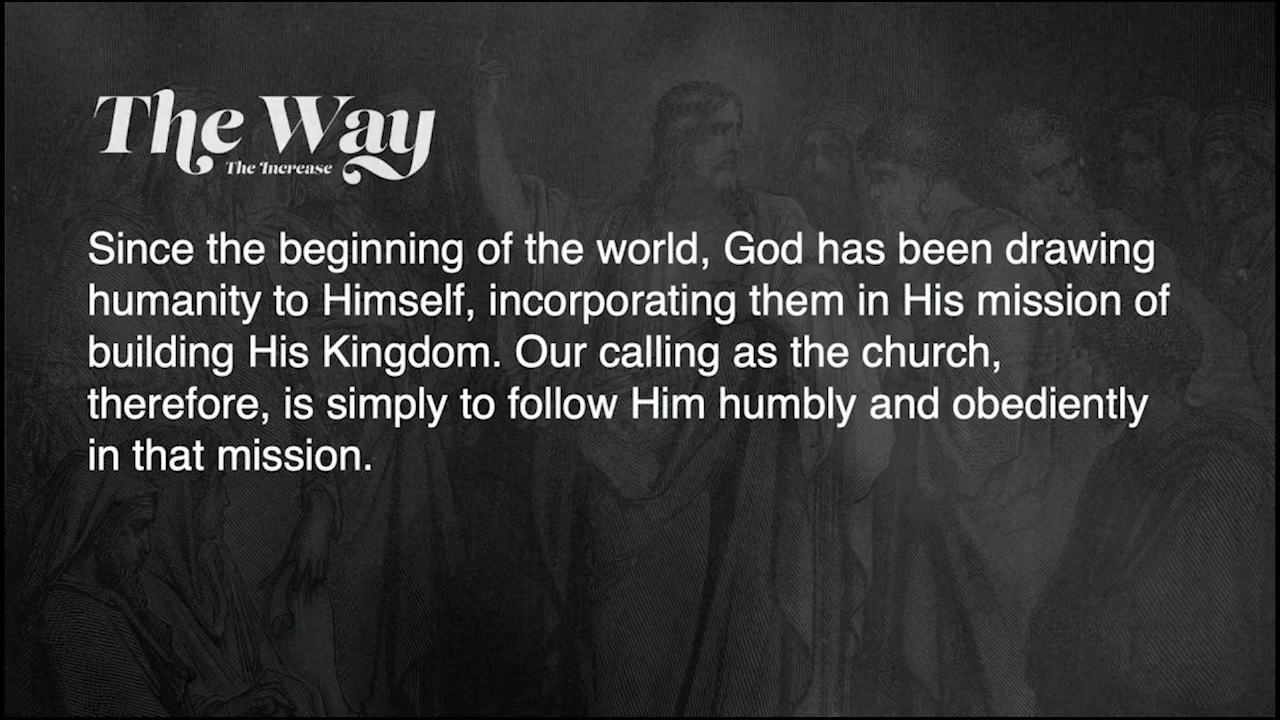 The Way
The Increase
Since the beginning of the world, God has been drawing
humanity to Himself, incorporating them in His mission of
building His Kingdom. Our calling as the church,
therefore, is simply to follow Him humbly and obediently
in that mission.